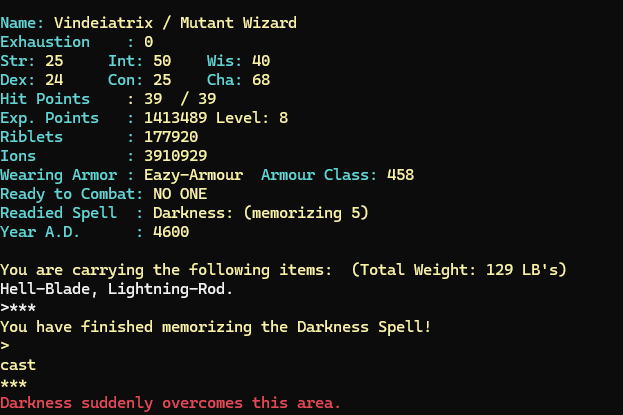 Name: Vindeiatrix / Mutant Wizard
Exhaustion    : 0
Str: 25     Int: 50    Wis: 40
Dex: 24     Con: 25    Cha: 68
Hit Points    : 39  / 39
Exp. Points   : 1413489 Level: 8
Riblets       : 177920
Ions          : 3910929
Wearing Armor : Eazy-Armour  Armour Class: 458
Ready to Combat: NO ONE
Readied Spell  : Darkness: (memorizing 5)
Year A.D.      : 4600
You are carrying the following items:  (Total Weight: 129 LB's)
Hell-Blade, Lightning-Rod.
>***
You have finished memorizing the Darkness Spell!
>
cast
***
Darkness suddenly overcomes this area.